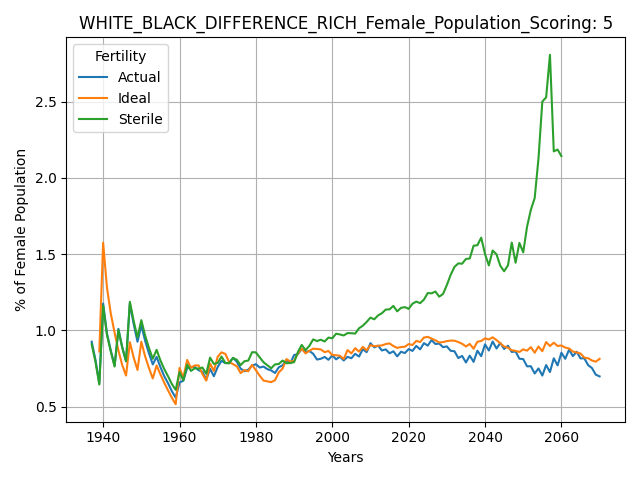 WHITE_BLACK_DIFFERENCE_RICH_Female_Population_Scoring: 5
Fertility
Actual
Ideal
Sterile
% of Female Population
2.5
2.0
1.5
1.0
0.5
1940 1960 1980 2000 2020 2040 2060
Years